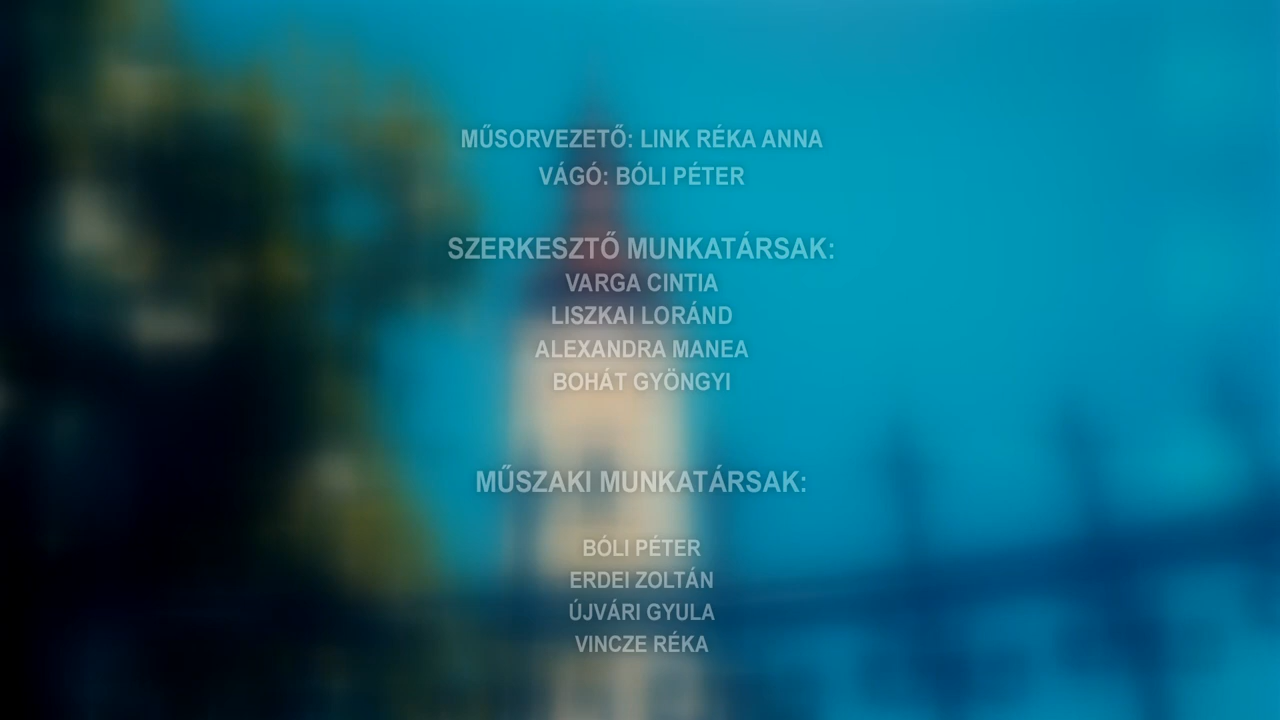 MŰSORVEZETŐ: LINK RÉKA ANNA
VÁGÓ: BÓLI PÉTER
SZERKESZTŐ MUNKATÁRSAK:
VARGA CINTIA
LISZKAI LORÁND
ALEXANDRA MANEA
BOHÁT GYÖNGYI
MŰSZAKI MUNKATÁRSAK:
BÓLI PÉTER
ERDEI ZOLTÁN
ÚJVÁRI GYULA
VINCZE RÉKA